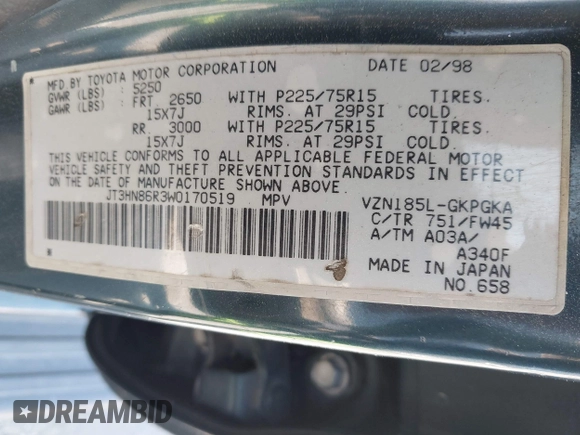 MFD BY TOYOTA MOTOR CORPORATION DATE 02/98
GVWR (LBS) : 5250
GAWR (LBS) : FRT. 2650 WITH P225/75R15 TIRES.
15X7J RIMS. AT 29PSI COLD.
RR. 3000 WITH P225/75R15 TIRES.
15X7J RIMS. AT 29PSI COLD.
THIS VEHICLE CONFORMS TO ALL APPLICABLE FEDERAL MOTOR
VEHICLE SAFETY AND THEFT PREVENTION STANDARDS IN EFFECT
ON THE DATE OF MANUFACTURE SHOWN ABOVE.
JT3HN86R3W0170519 MPV VZN185L-GKPGKA
C/TR 751/FW45
A/TM A03A/
A340F
MADE IN JAPAN
NO.658
DREAMBID